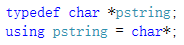 typedef char *pstring;
using pstring = char*;